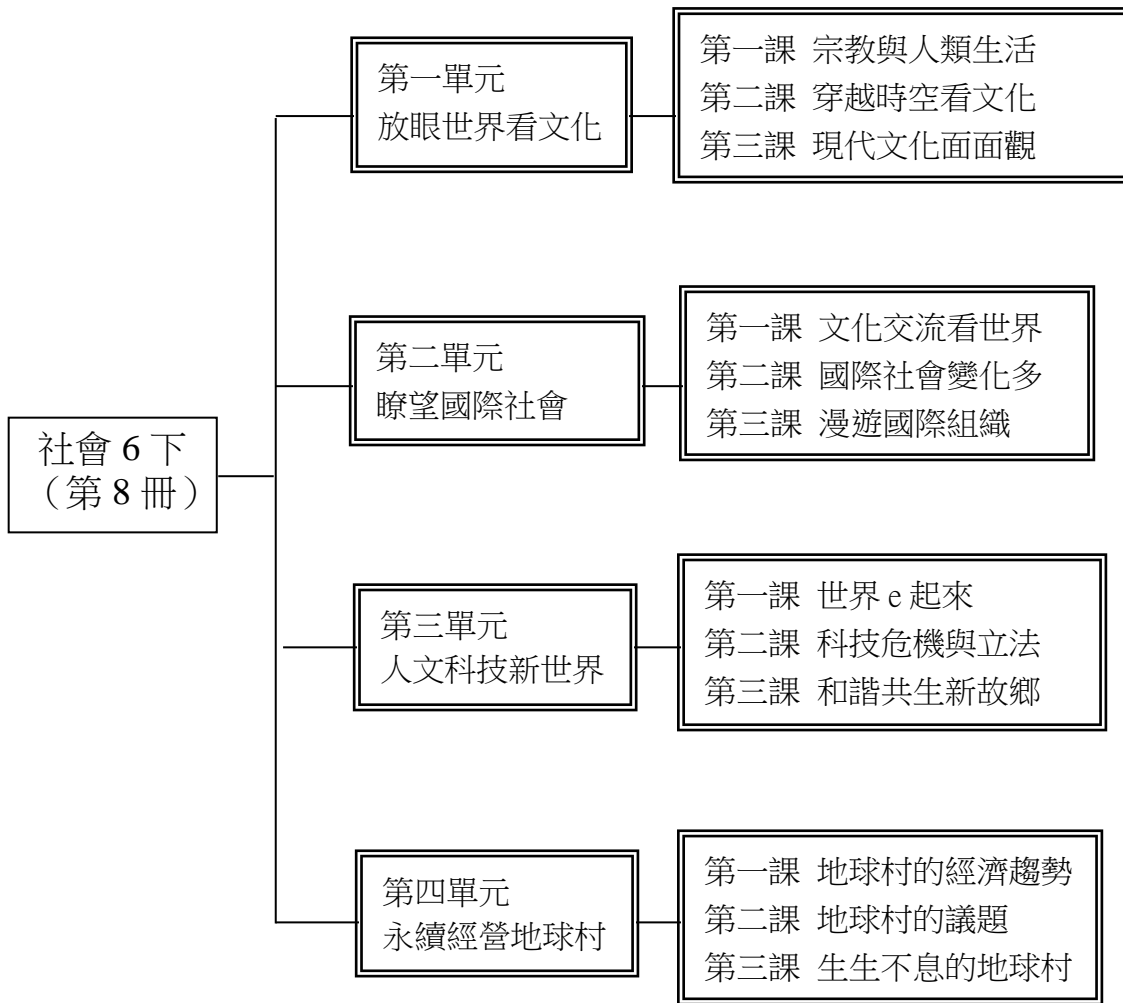 社會 6 下
（第 8 冊）
第一單元
放眼世界看文化
第一課 宗教與人類生活
第二課 穿越時空看文化
第三課 現代文化面面觀
第二單元
瞭望國際社會
第一課 文化交流看世界
第二課 國際社會變化多
第三課 漫遊國際組織
第三單元
人文科技新世界
第一課 世界 e 起來
第二課 科技危機與立法
第三課 和諧共生新故鄉
第四單元
永續經營地球村
第一課 地球村的經濟趨勢
第二課 地球村的議題
第三課 生生不息的地球村